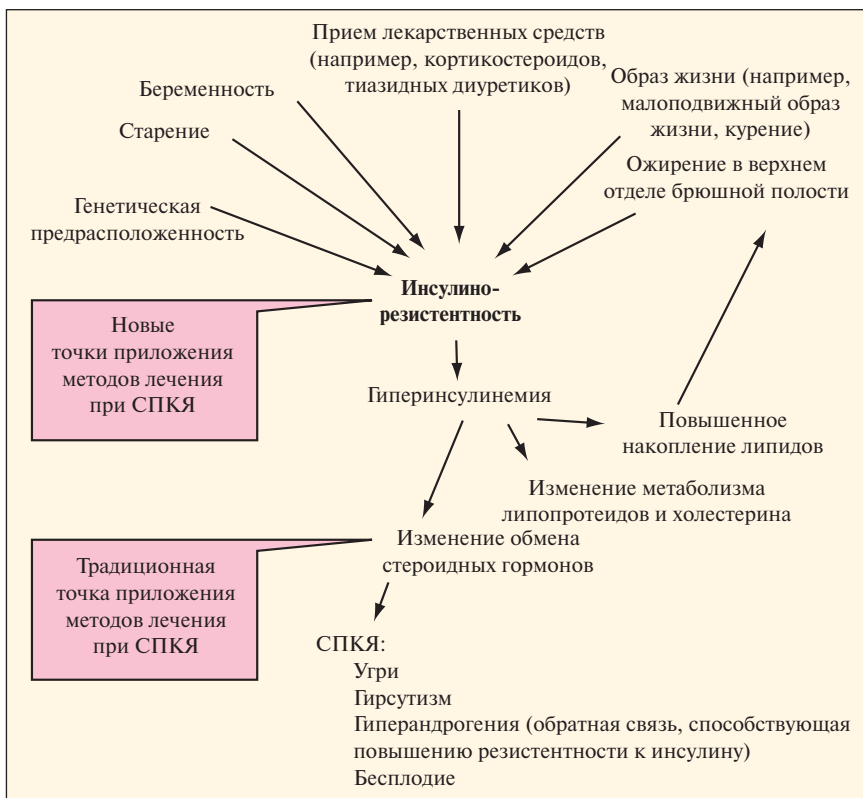 Прием лекарственных средств
(например, кортикостероидов,
тиазидных диуретиков)
Образ жизни (например,
малоподвижный образ
жизни, курение)
Беременность
Старение
Ожирение в верхнем
отделе брюшной полости
Генетическая
предрасположенность
Инсулино-
резистентность
Новые
точки приложения
методов лечения
при СПКЯ
Гиперинсулинемия
Повышенное
накопление липидов
Изменение метаболизма
липопротеидов и холестерина
Изменение обмена
стероидных гормонов
Традиционная
точка приложения
методов лечения
при СПКЯ
СПКЯ:
Угри
Гирсутизм
Гиперандрогения (обратная связь, способствующая
повышению резистентности к инсулину)
Бесплодие